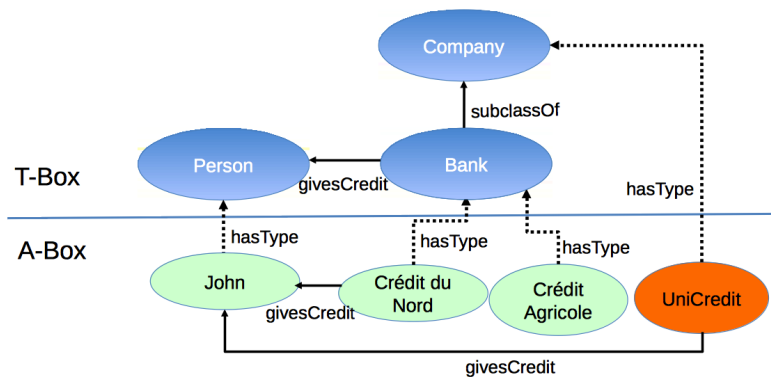 Company
subclassOf
Person
Bank
givesCredit
T-Box
hasType
A-Box
hasType
hasType
hasType
John
Crédit du
Nord
Crédit
Agricole
UniCredit
givesCredit
givesCredit